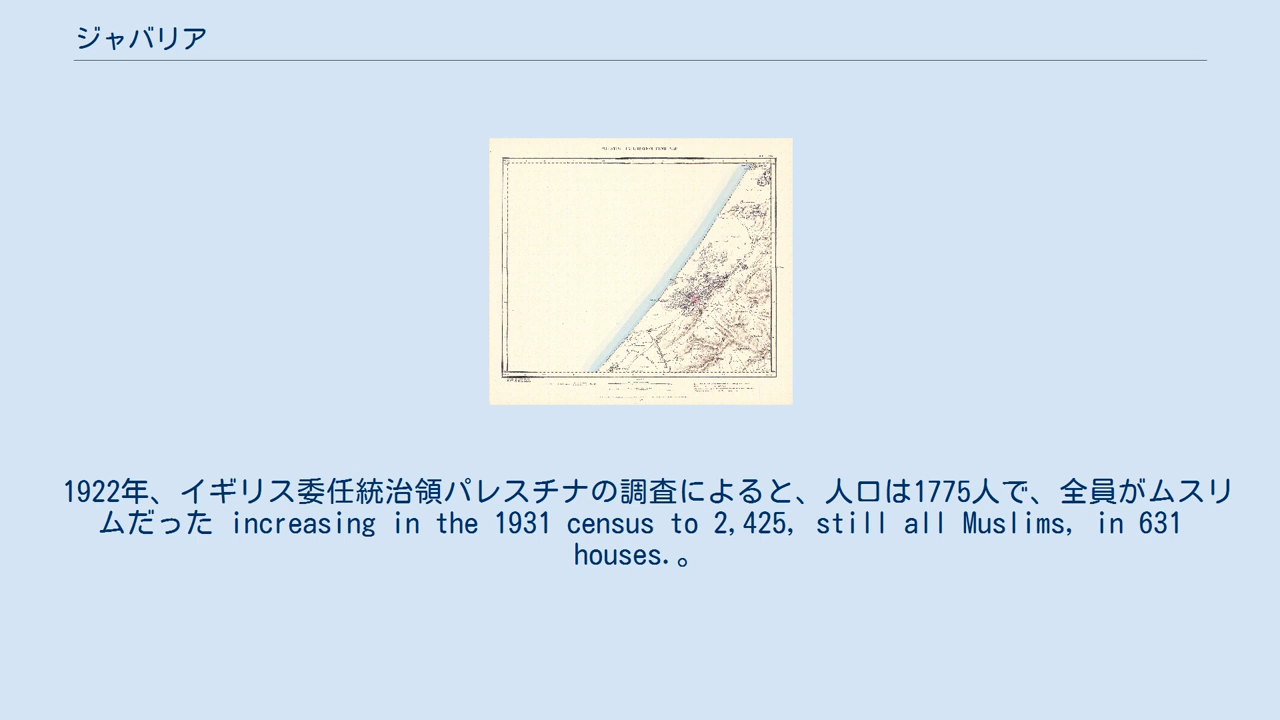 ジャバリア
1922年、イギリス委任統治領パレスチナの調査によると、人口は1775人で、全員がムスリ
ムだった increasing in the 1931 census to 2,425, still all Muslims, in 631
houses.。